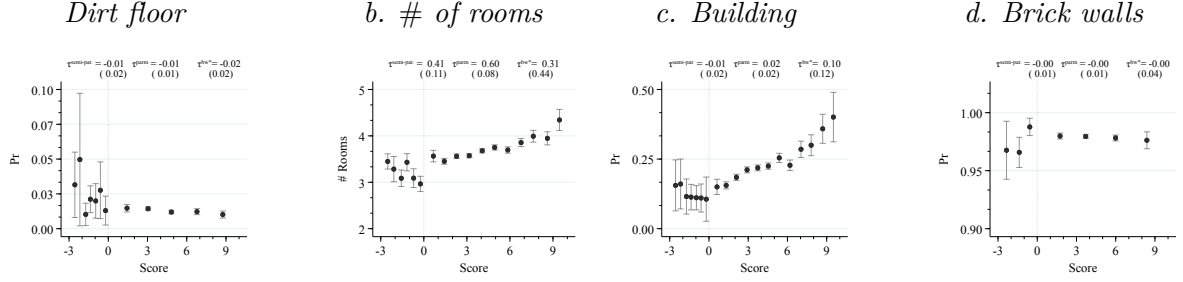 Dirt floor
τsemi-par = -0.01 τparm = -0.01 τbw* = -0.02
( 0.02) ( 0.01) (0.02)
0.10
0.07
0.05
0.03
0.00
Pr
-3 0 3 6 9
Score
b. # of rooms
τsemi-par = 0.41 τparm = 0.60 τbw* = 0.31
( 0.11) ( 0.08) (0.44)
5
4
3
2
# Rooms
-3 0 3 6 9
Score
c. Building
τsemi-par = -0.01 τparm = 0.02 τbw* = 0.10
( 0.02) ( 0.02) (0.12)
0.50
0.25
0.00
Pr
-3 0 3 6 9
Score
d. Brick walls
τsemi-par = -0.00 τparm = -0.00 τbw* = -0.00
( 0.01) ( 0.01) (0.04)
1.00
0.95
0.90
Pr
-3 0 3 6 9
Score